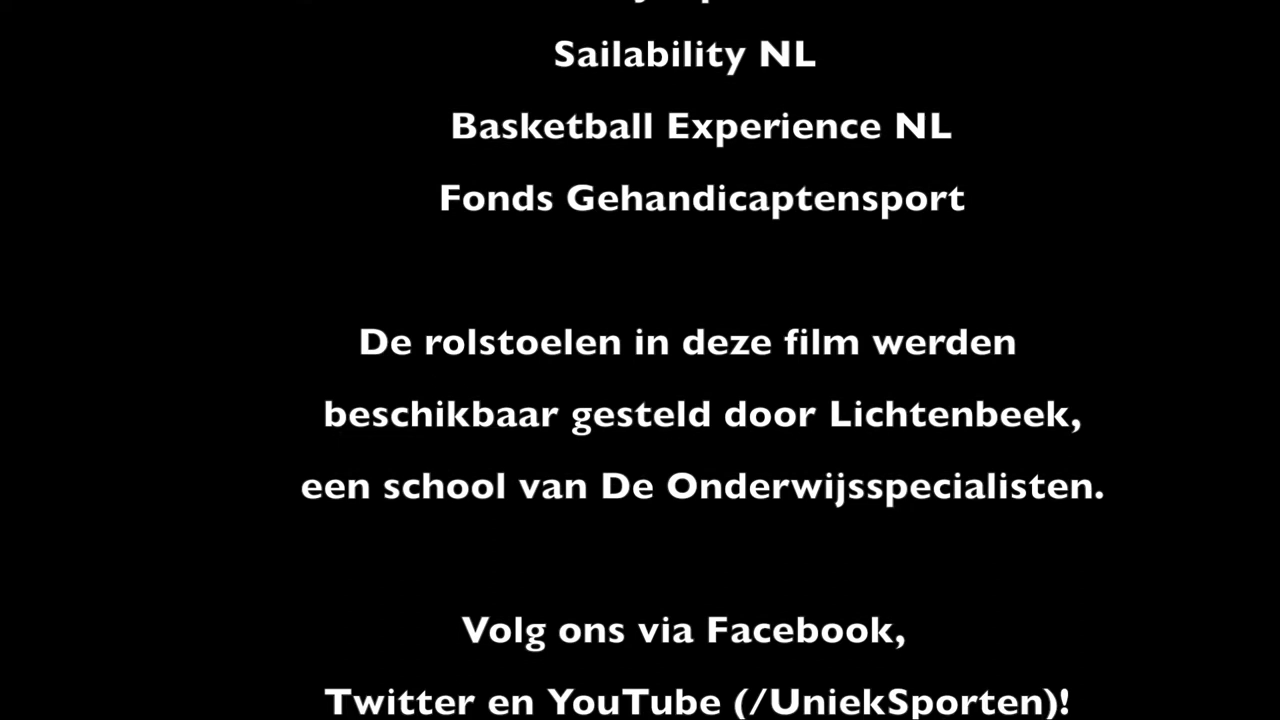 Sailability NL
Basketball Experience NL
Fonds Gehandicaptensport
De rolstoelen in deze film werden
beschikbaar gesteld door Lichtenbeek,
een school van De Onderwijsspecialisten.
Volg ons via Facebook,
Twitter en YouTube (/UniekSporten)!